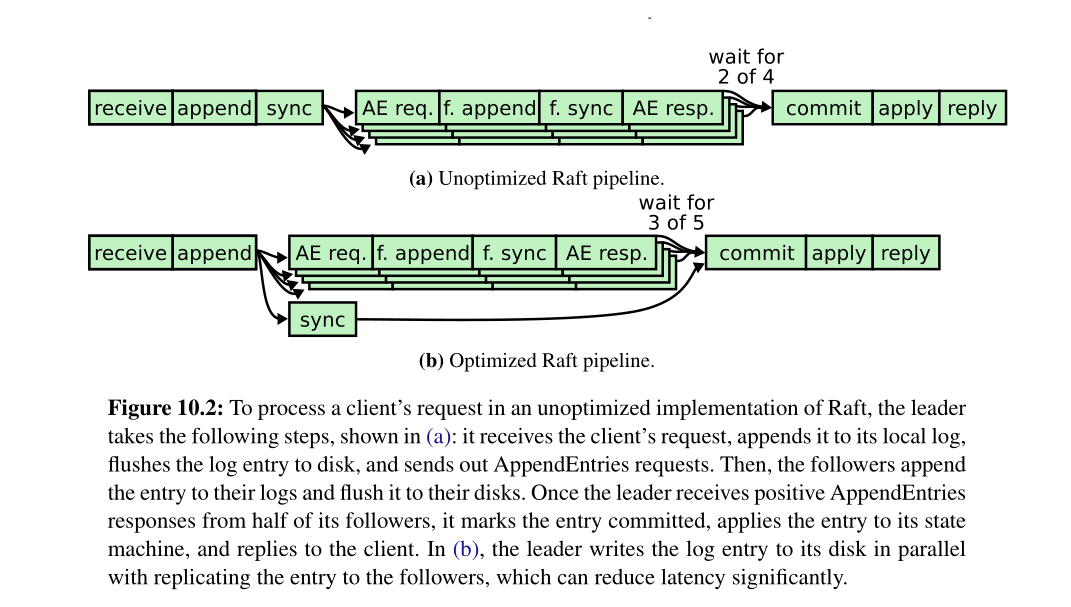 wait for
2 of 4
receive append sync AE req. f. append f. sync AE resp. commit apply reply
(a) Unoptimized Raft pipeline.
wait for
3 of 5
receive append AE req. f. append f. sync AE resp. commit apply reply
sync
(b) Optimized Raft pipeline.
Figure 10.2: To process a client’s request in an unoptimized implementation of Raft, the leader
takes the following steps, shown in (a): it receives the client’s request, appends it to its local log,
flushes the log entry to disk, and sends out AppendEntries requests. Then, the followers append
the entry to their logs and flush it to their disks. Once the leader receives positive AppendEntries
responses from half of its followers, it marks the entry committed, applies the entry to its state
machine, and replies to the client. In (b), the leader writes the log entry to its disk in parallel
with replicating the entry to the followers, which can reduce latency significantly.